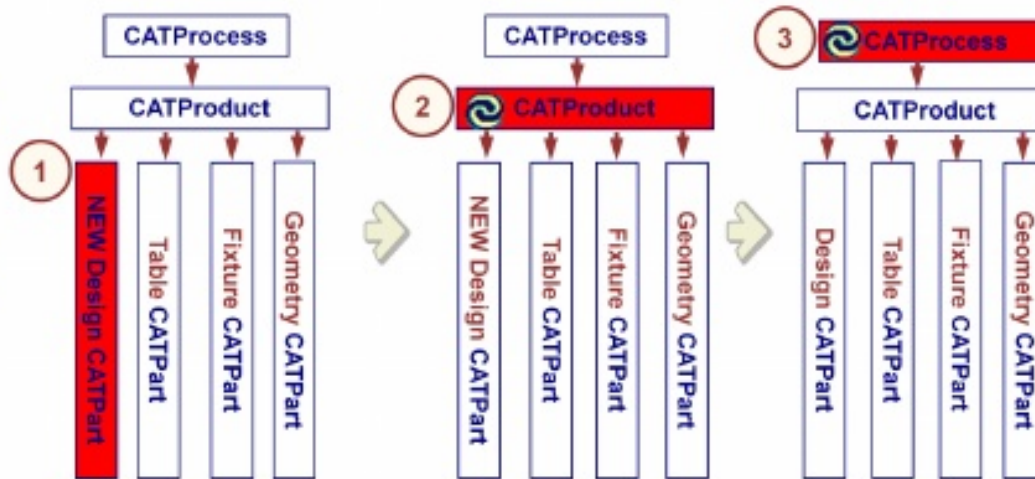 CATProcess
CATProduct
1
NEW Design CATPart
Table CATPart
Fixture CATPart
Geometry CATPart
CATProcess
2
CATProduct
NEW Design CATPart
Table CATPart
Fixture CATPart
Geometry CATPart
3
CATProcess
CATProduct
Design CATPart
Table CATPart
Fixture CATPart
Geometry CATPart